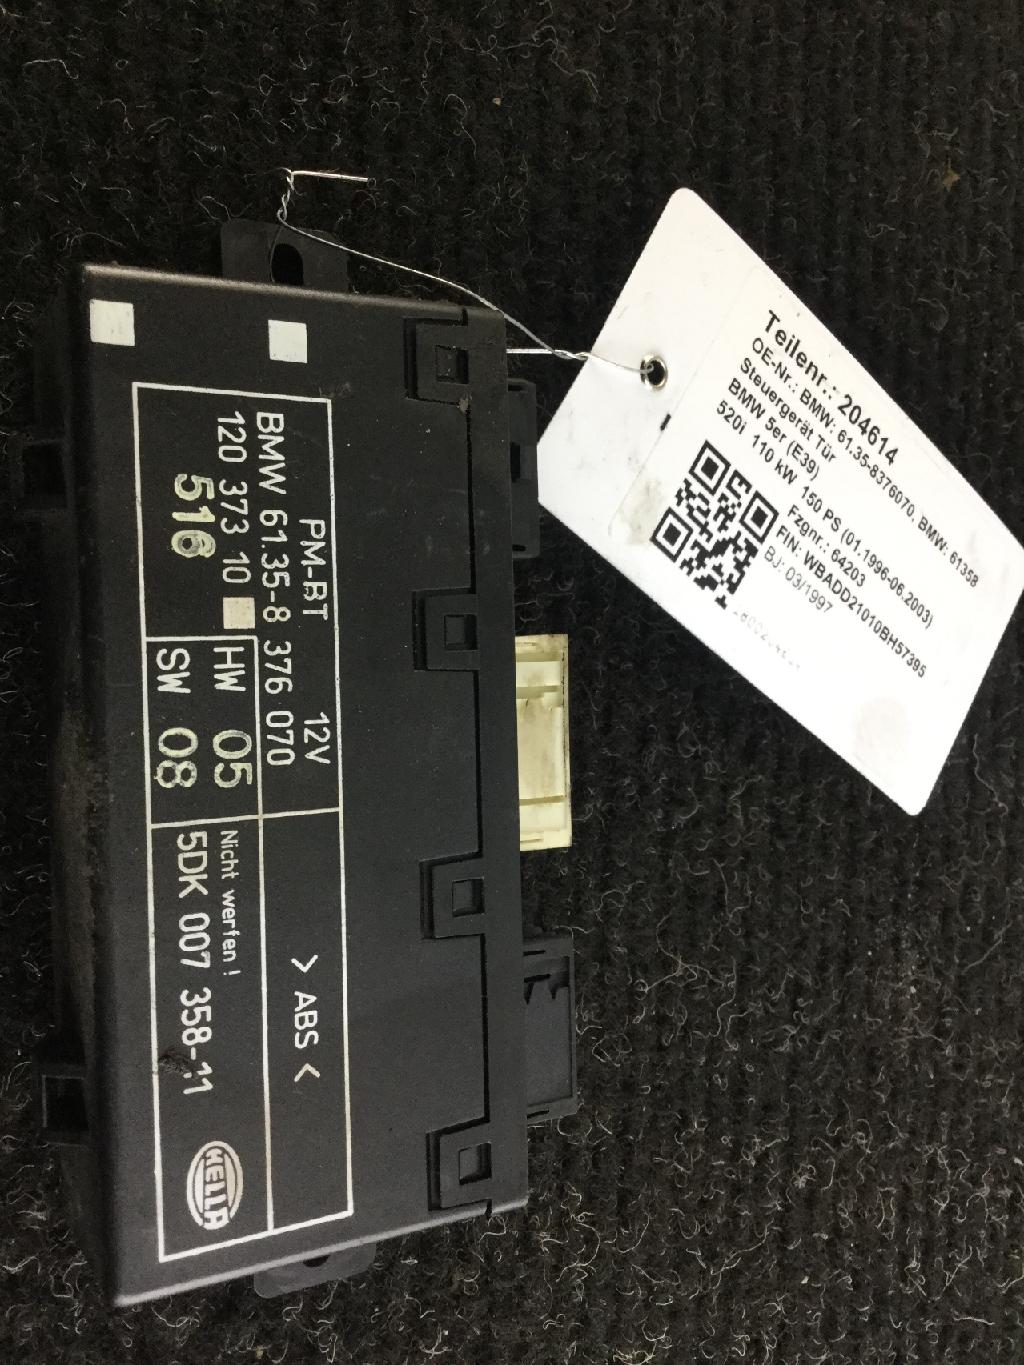 PM-BT 12V
BMW 61.35-8 376 070
120 373 10
516
HW 05
SW 08
> ABS <
Nicht werfen!
5DK 007 358-11
HELLA
Teilenr.: 204614
OE-Nr.: BMW: 61.35-8376070, BMW: 61358
Steuergerät Tür
BMW 5er (E39)
520i 110 kW 150 PS (01.1996-06.2003)
Fzgnr.: 64203
FIN: WBADD21010BH57395
BJ: 03/1997